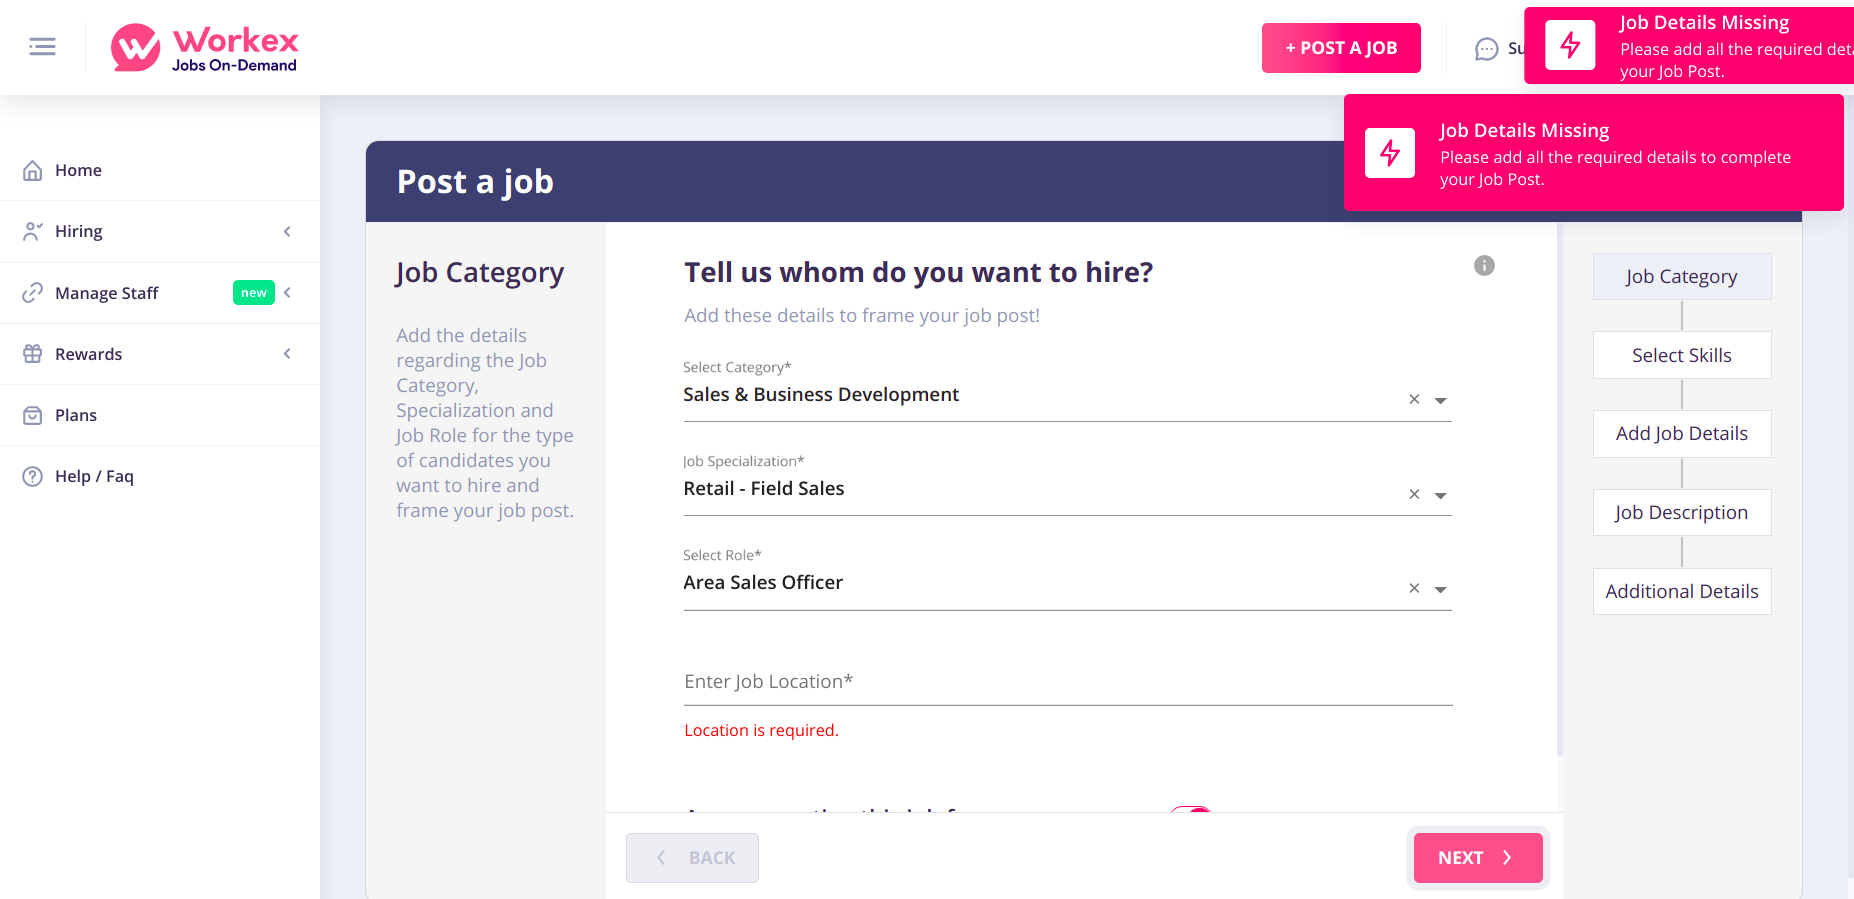 Workex
Jobs On-Demand
+ POST A JOB
Job Details Missing
Please add all the required
your Job Post.
Job Details Missing
Please add all the required details to complete
your Job Post.
Home
Hiring
Manage Staff
new
Rewards
Plans
Help / Faq
Post a job
Job Category
Add the details
regarding the Job
Category,
Specialization and
Job Role for the type
of candidates you
want to hire and
frame your job post.
Tell us whom do you want to hire?
Add these details to frame your job post!
Select Category*
Sales & Business Development
Job Specialization*
Retail - Field Sales
Select Role*
Area Sales Officer
Enter Job Location*
Location is required.
BACK
NEXT
Job Category
Select Skills
Add Job Details
Job Description
Additional Details